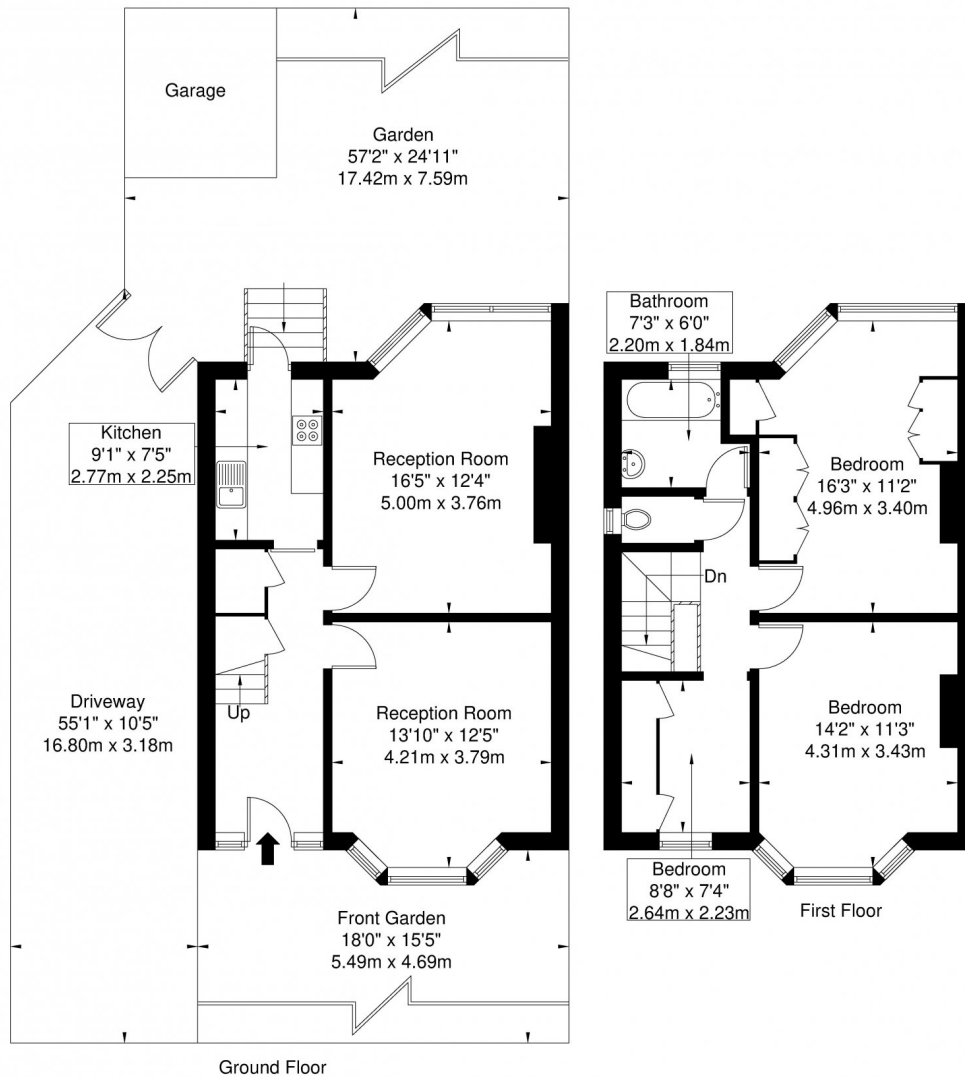 Garage
Garden
57'2" x 24'11"
17.42m x 7.59m
Kitchen
9'1" x 7'5"
2.77m x 2.25m
Reception Room
16'5" x 12'4"
5.00m x 3.76m
Up
Driveway
55'1" x 10'5"
16.80m x 3.18m
Reception Room
13'10" x 12'5"
4.21m x 3.79m
Front Garden
18'0" x 15'5"
5.49m x 4.69m
Ground Floor
Bathroom
7'3" x 6'0"
2.20m x 1.84m
Bedroom
16'3" x 11'2"
4.96m x 3.40m
Dn
Bedroom
14'2" x 11'3"
4.31m x 3.43m
Bedroom
8'8" x 7'4"
2.64m x 2.23m
First Floor